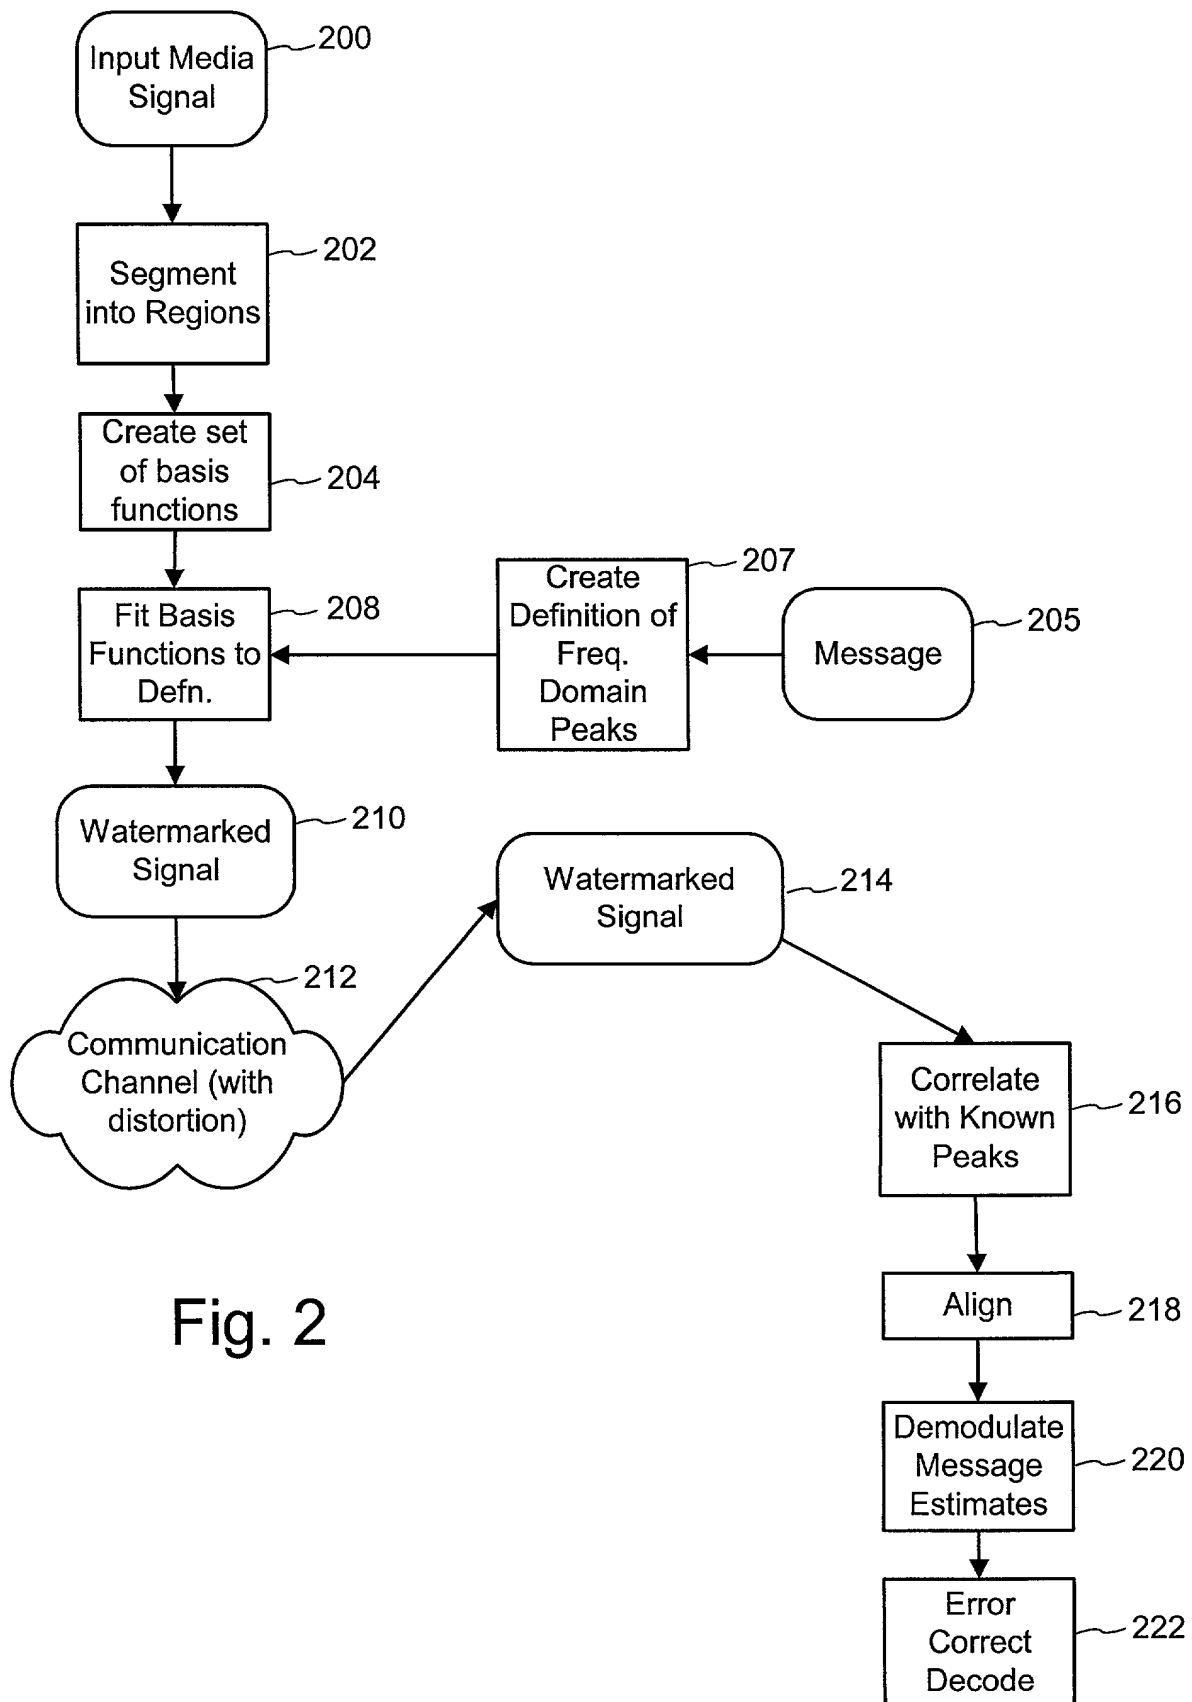 Input Media
Signal
200
Segment
into Regions
202
Create set
of basis
functions
204
Fit Basis
Functions to
Defn.
208
Create
Definition of
Freq.
Domain
Peaks
207
Message
205
Watermarked
Signal
210
Watermarked
Signal
214
Communication
Channel (with
distortion)
212
Correlate
with Known
Peaks
216
Align
218
Demodulate
Message
Estimates
220
Error
Correct
Decode
222
Fig. 2